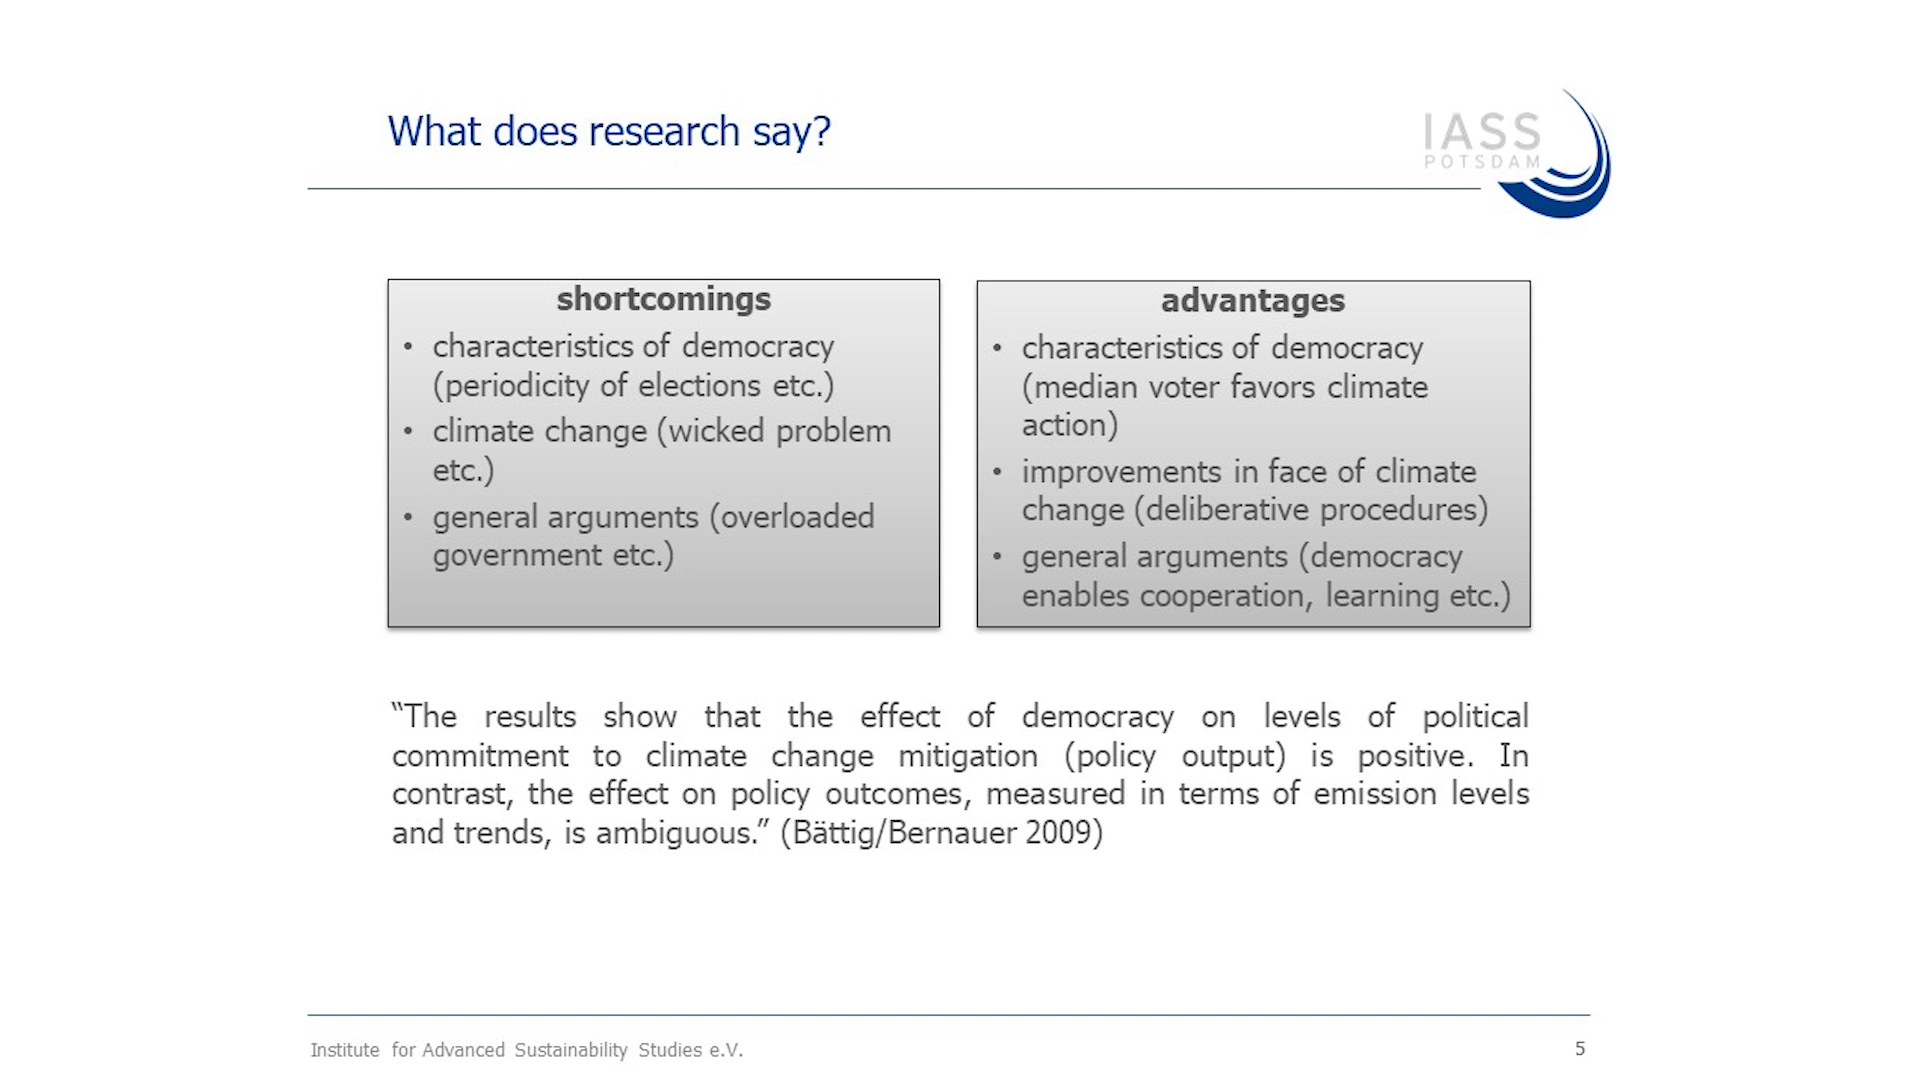 What does research say?
IASS
POTSDAM
shortcomings
• characteristics of democracy
(periodicity of elections etc.)
• climate change (wicked problem
etc.)
• general arguments (overloaded
government etc.)
advantages
• characteristics of democracy
(median voter favors climate
action)
• improvements in face of climate
change (deliberative procedures)
• general arguments (democracy
enables cooperation, learning etc.)
“The results show that the effect of democracy on levels of political
commitment to climate change mitigation (policy output) is positive. In
contrast, the effect on policy outcomes, measured in terms of emission levels
and trends, is ambiguous.” (Bättig/Bernauer 2009)
Institute for Advanced Sustainability Studies e.V.
5